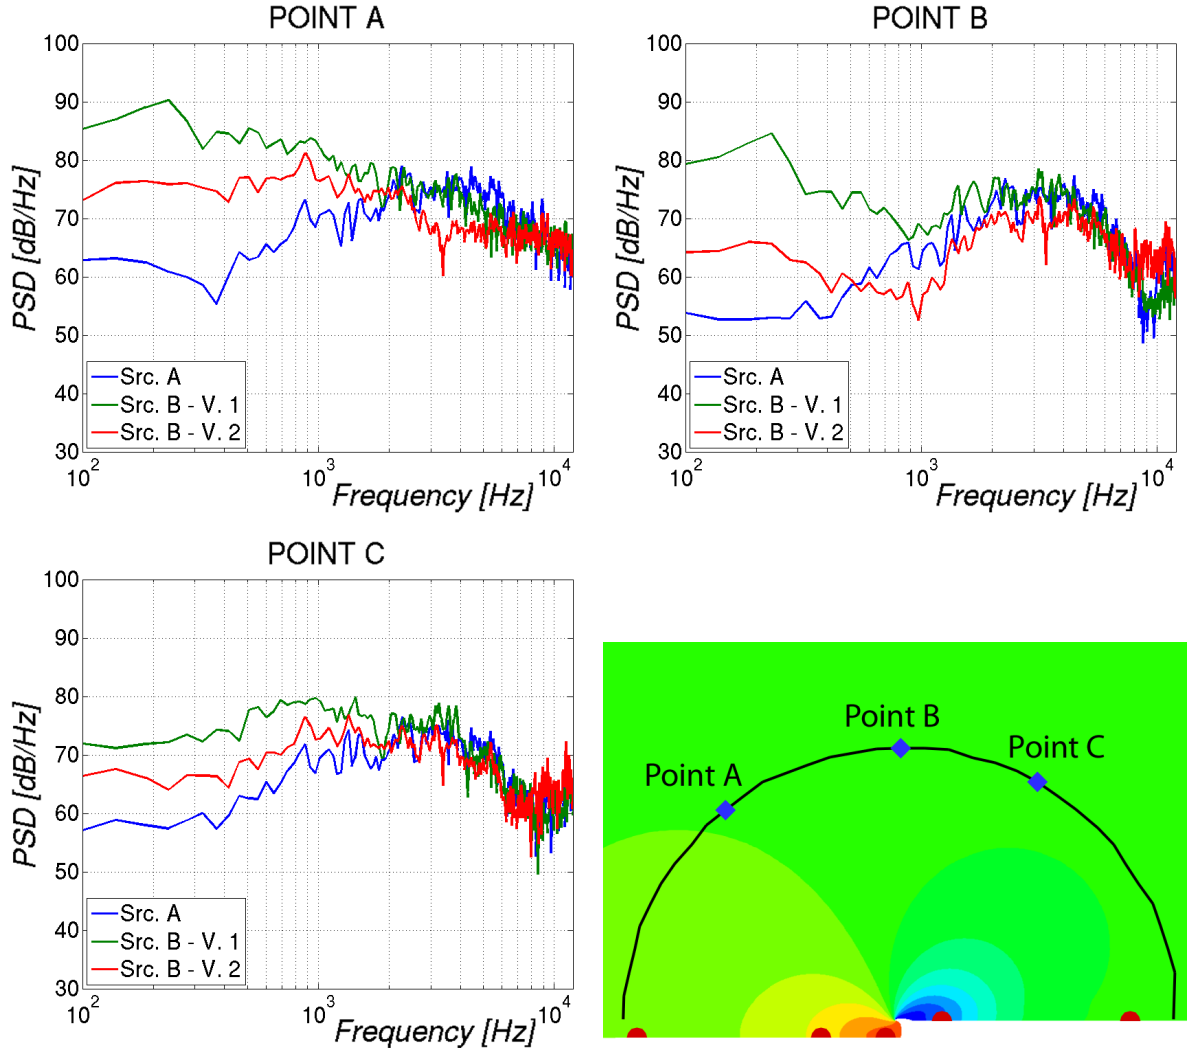 POINT A
100
90
80
70
60
50
40
30
PSD [dB/Hz]
Src. A
Src. B - V. 1
Src. B - V. 2
10²
10³
10⁴
Frequency [Hz]
POINT B
100
90
80
70
60
50
40
30
PSD [dB/Hz]
Src. A
Src. B - V. 1
Src. B - V. 2
10²
10³
10⁴
Frequency [Hz]
POINT C
100
90
80
70
60
50
40
30
PSD [dB/Hz]
Src. A
Src. B - V. 1
Src. B - V. 2
10²
10³
10⁴
Frequency [Hz]
Point B
Point C
Point A